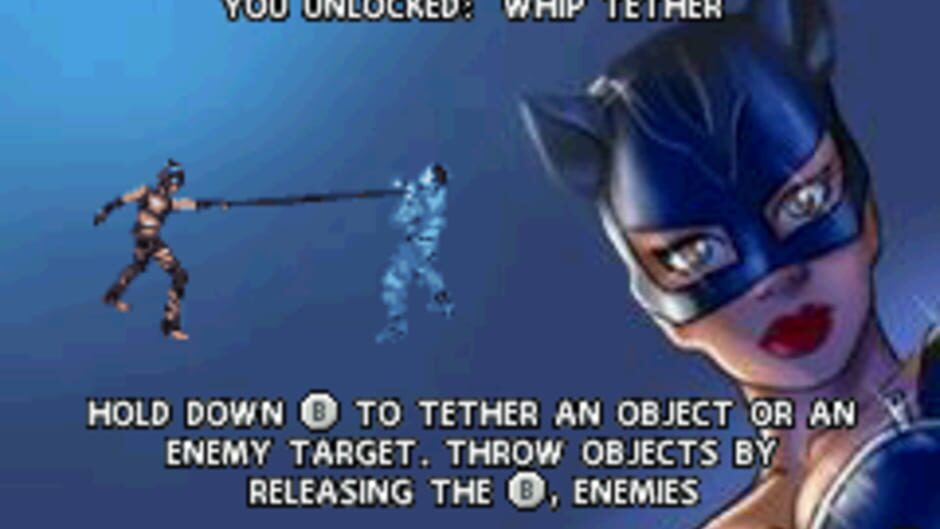 YOU UNLOCKED: WHIP TETHER
HOLD DOWN B TO TETHER AN OBJECT OR AN
ENEMY TARGET. THROW OBJECTS BY
RELEASING THE B, ENEMIES